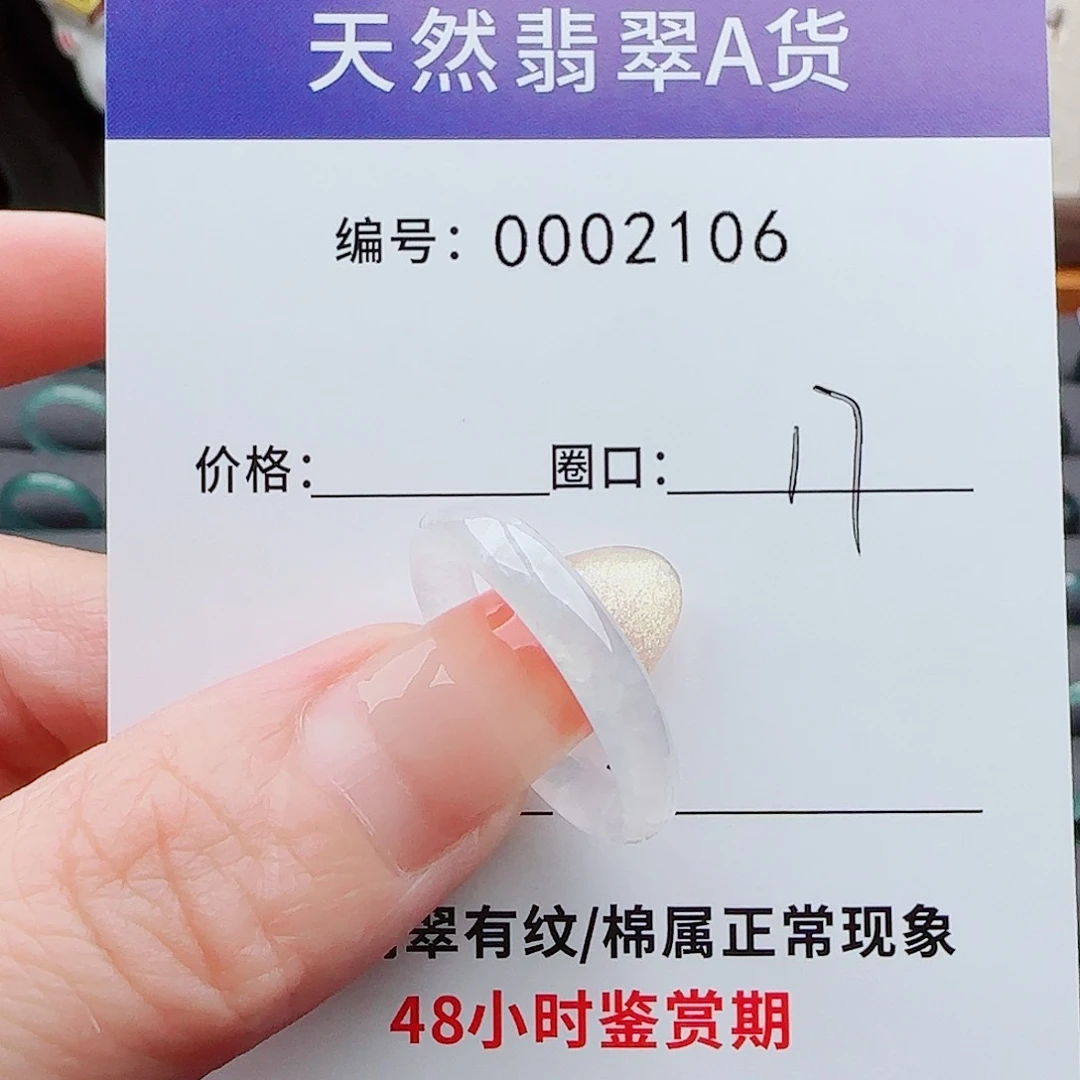 天然翡翠A货
编号：0002106
价格： 圈口：17
翠有纹/棉属正常现象
48小时鉴赏期